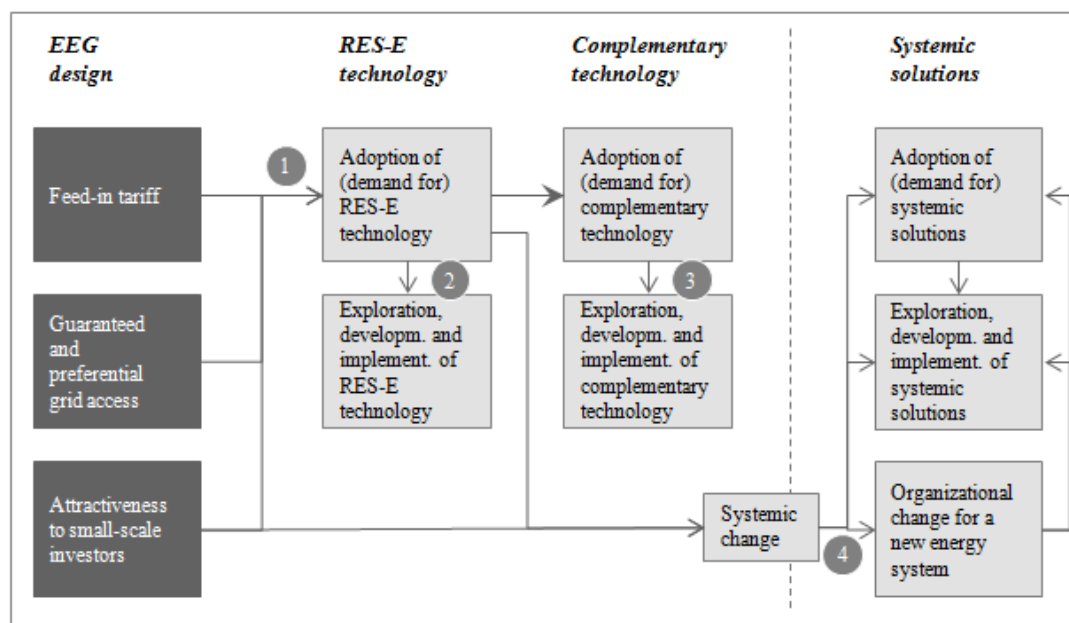 EEG
design
RES-E
technology
Complementary
technology
Systemic
solutions
Feed-in tariff
1
Adoption of
(demand for)
RES-E
technology
Adoption of
(demand for)
complementary
technology
Adoption of
(demand for)
systemic
solutions
2
3
Guaranteed
and
preferential
grid access
Exploration,
developm. and
implement. of
RES-E
technology
Exploration,
developm. and
implement. of
complementary
technology
Exploration,
developm. and
implement. of
systemic
solutions
Attractiveness
to small-scale
investors
Systemic
change
4
Organizational
change for a
new energy
system